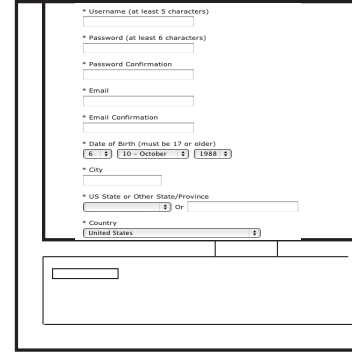 * Username (at least 5 characters)
* Password (at least 6 characters)
* Password Confirmation
* Email
* Email Confirmation
* Date of Birth (must be 17 or older)
6 10 - October 1988
* City
* US State or Other State/Province
Or
* Country
United States